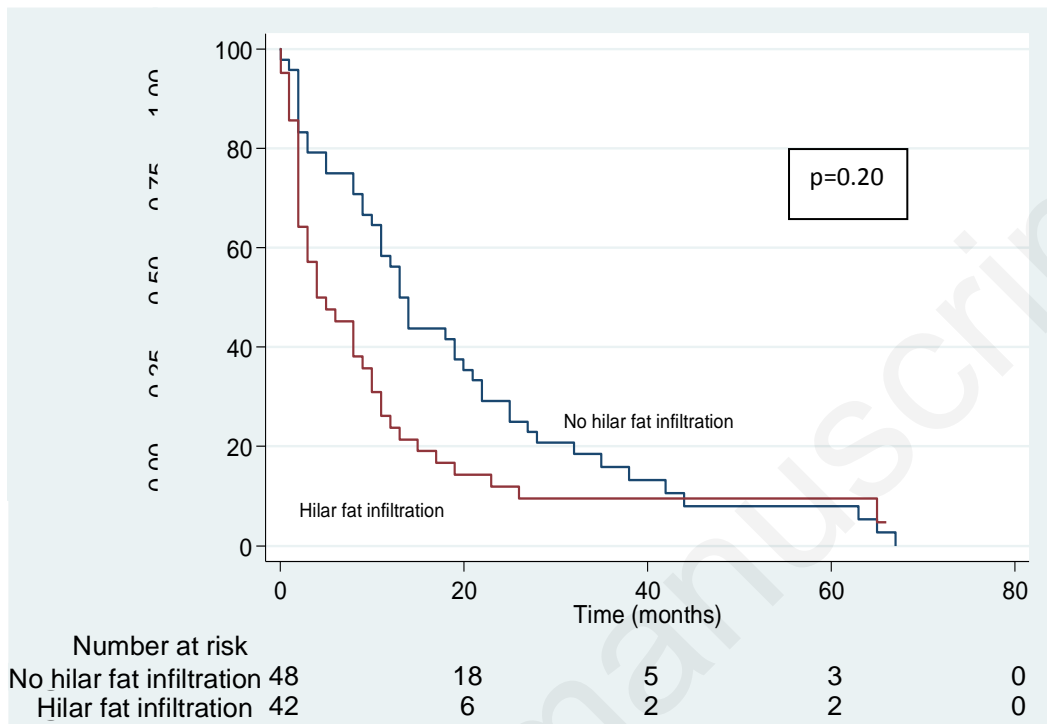 100
80
60
40
20
0
p=0.20
No hilar fat infiltration
Hilar fat infiltration
0 20 40 60 80
Time (months)
Number at risk
No hilar fat infiltration 48 18 5 3 0
Hilar fat infiltration 42 6 2 2 0